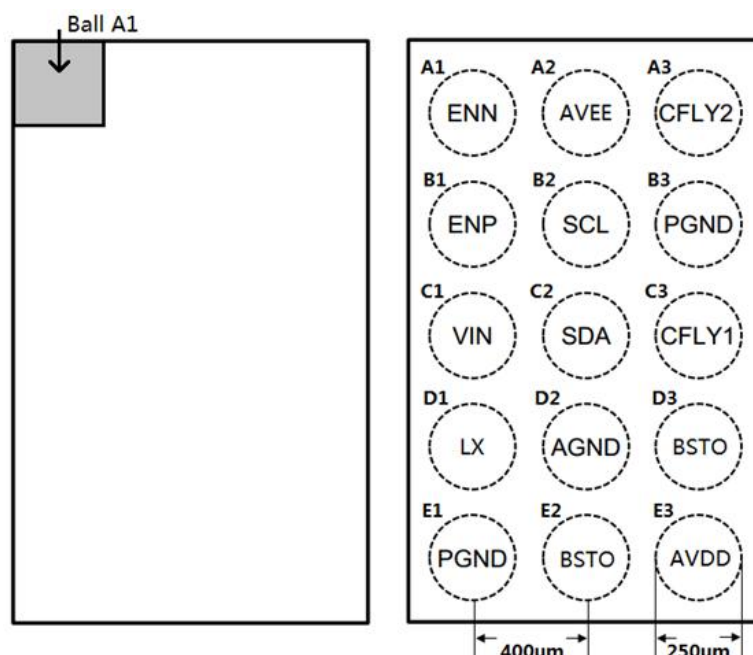 Ball A1
A1 A2 A3
ENN AVEE CFLY2
B1 B2 B3
ENP SCL PGND
C1 C2 C3
VIN SDA CFLY1
D1 D2 D3
LX AGND BSTO
E1 E2 E3
PGND BSTO AVDD
400um 250um